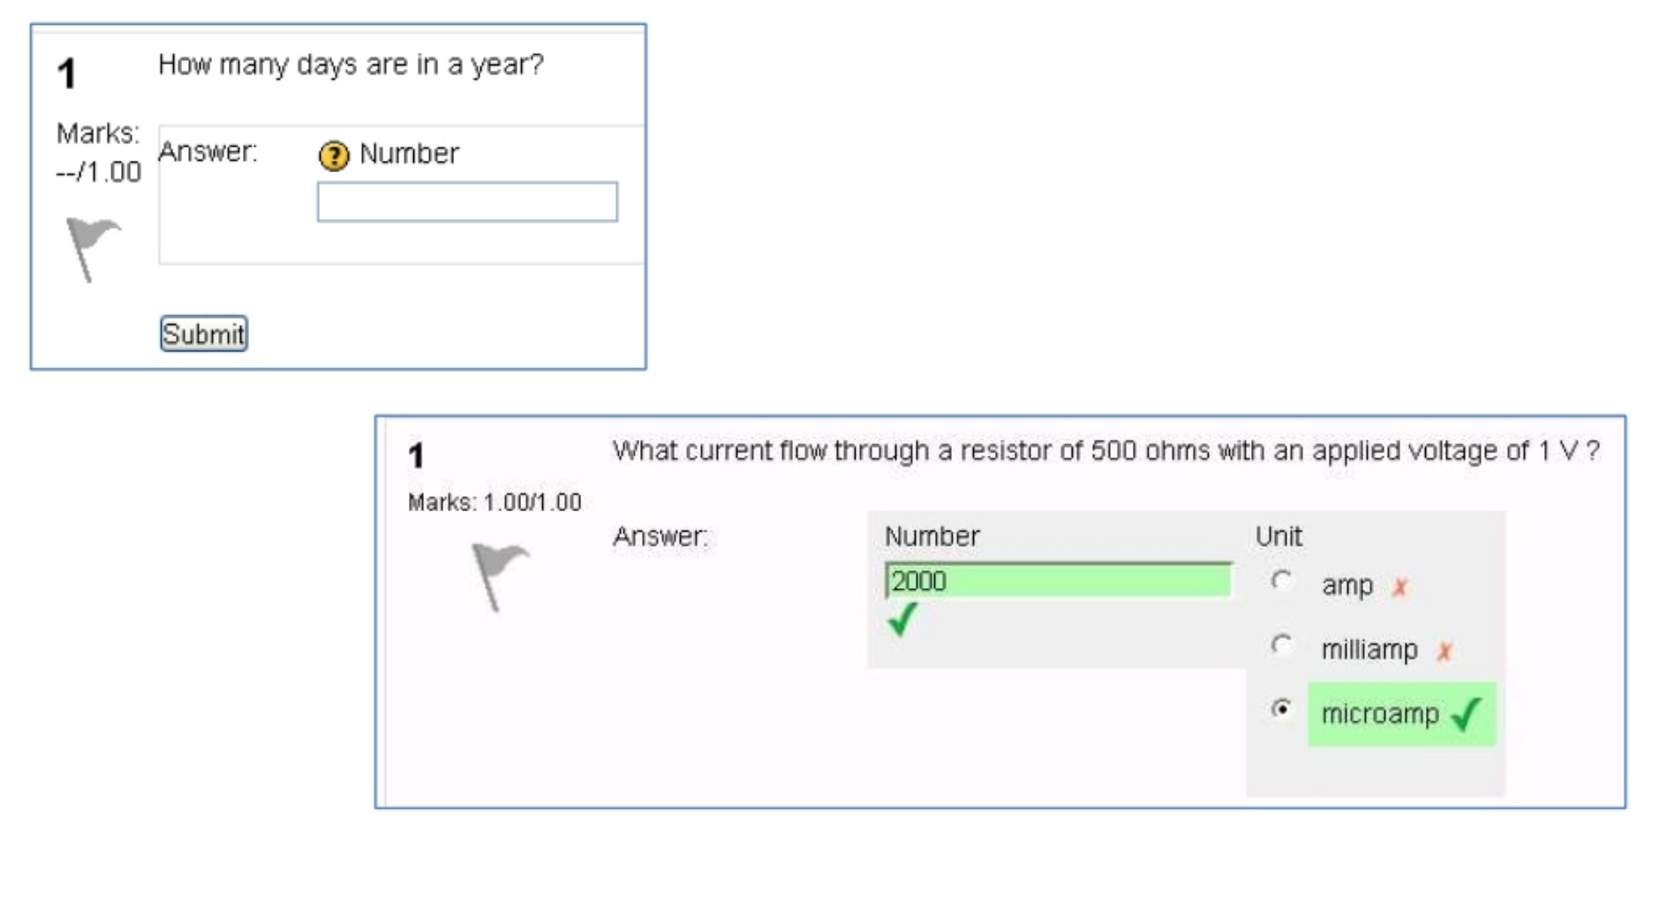 1 How many days are in a year?
Marks:
--/1.00
Answer: ? Number
Submit
1 What current flow through a resistor of 500 ohms with an applied voltage of 1 V ?
Marks: 1.00/1.00
Answer: Number Unit
2000
amp x
milliamp x
microamp